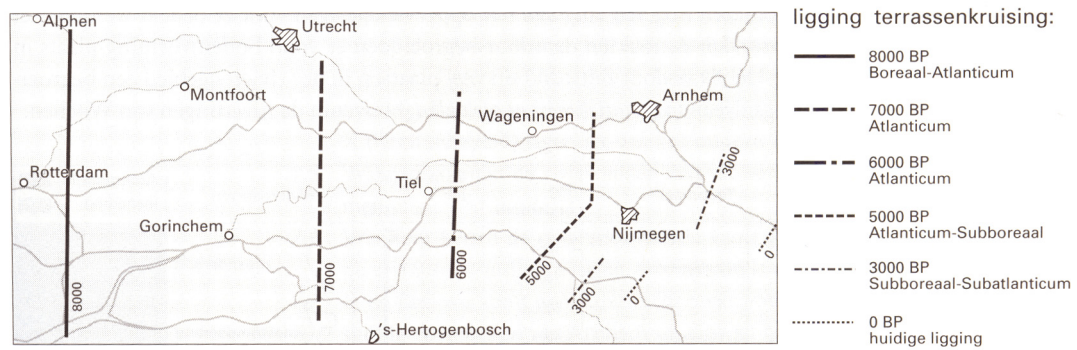 Alphen
Utrecht
Montfoort
Arnhem
Wageningen
Rotterdam
Tiel
Gorinchem
Nijmegen
's-Hertogenbosch
8000
7000
6000
5000
3000
0
3000
0
ligging terrassenkruising:
8000 BP
Boreaal-Atlanticum
7000 BP
Atlanticum
6000 BP
Atlanticum
5000 BP
Atlanticum-Subboreaal
3000 BP
Subboreaal-Subatlanticum
0 BP
huidige ligging